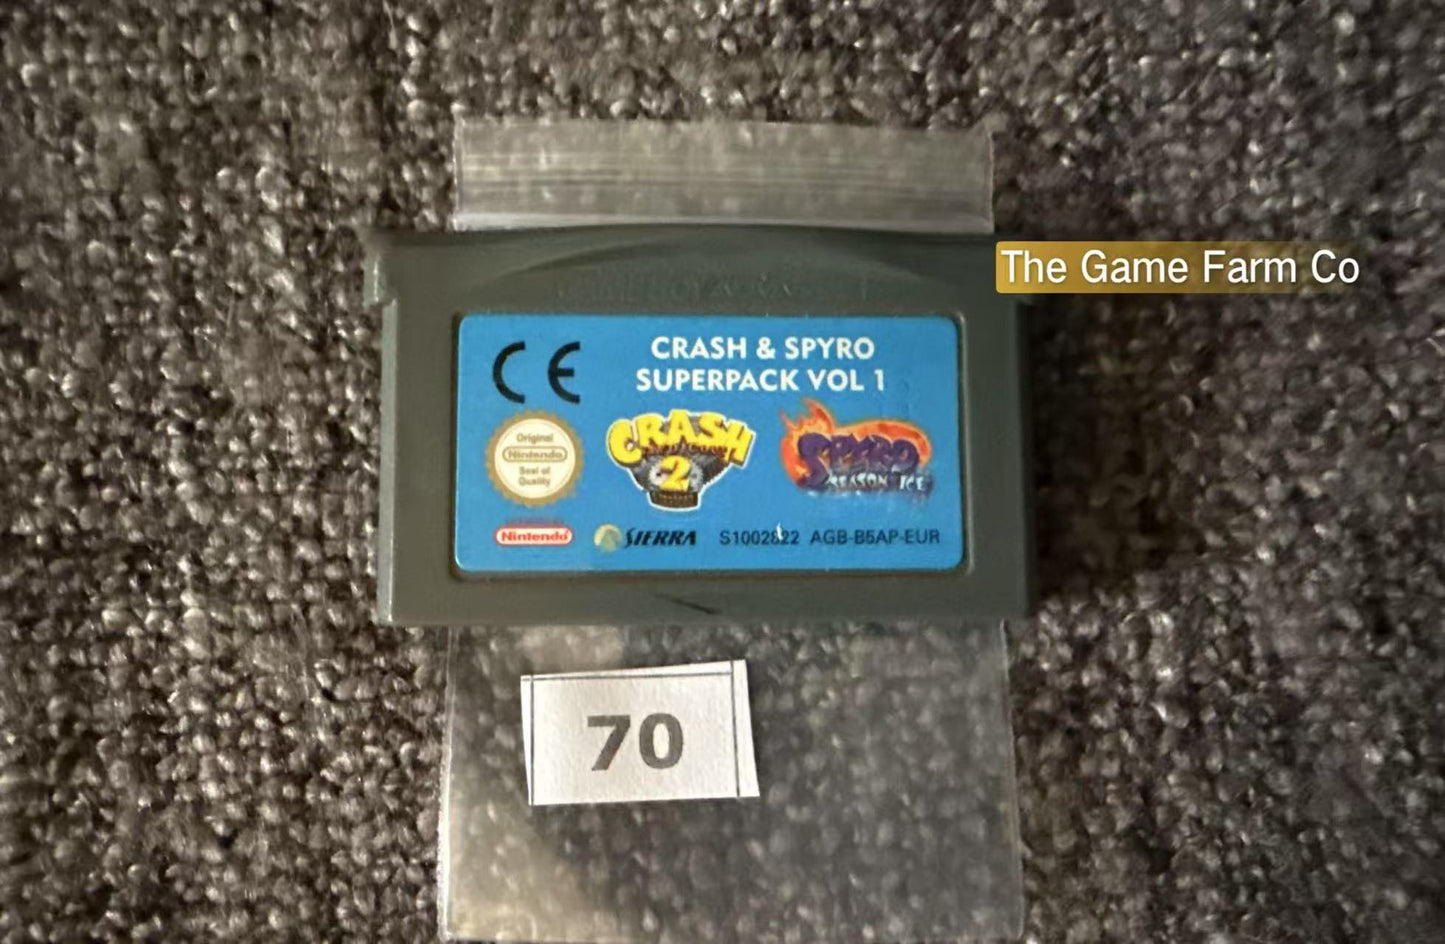 The Game Farm Co
CE
CRASH & SPYRO
SUPERPACK VOL 1
Original
Nintendo
Seal of
Quality
CRASH
2
SPYRO
SEASON ICE
Nintendo
SIERRA S1002822 AGB-B5AP-EUR
70